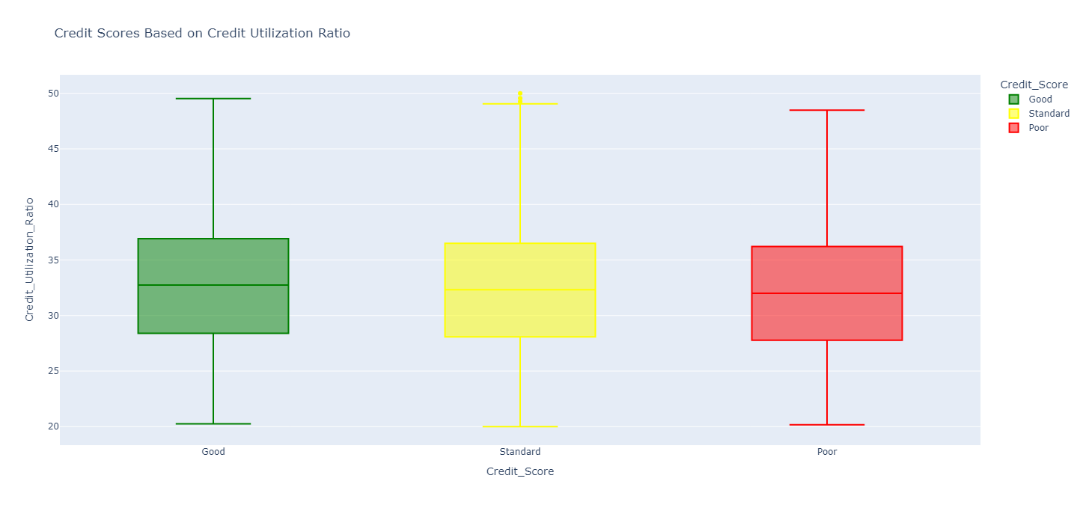 Credit Scores Based on Credit Utilization Ratio
Credit_Utilization_Ratio
50
45
40
35
30
25
20
Good
Standard
Poor
Credit_Score
Credit_Score
Good
Standard
Poor